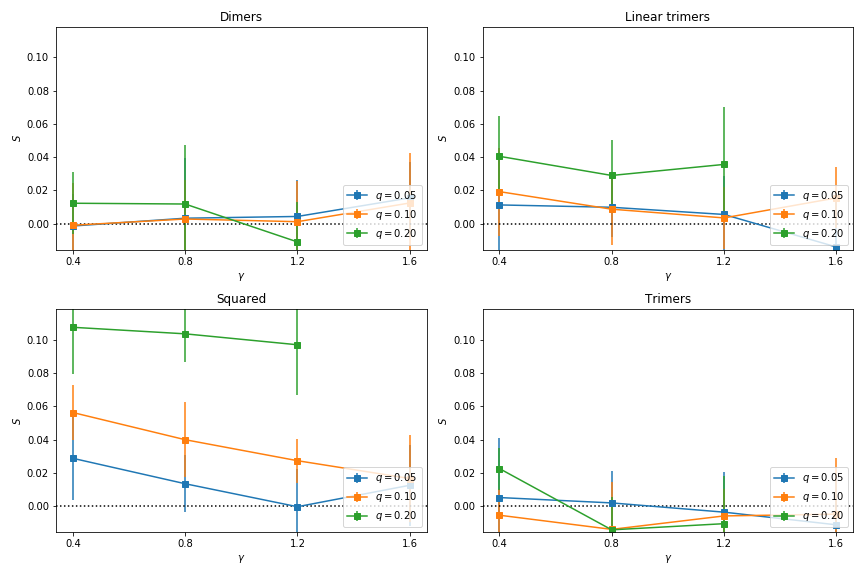 Dimers
0.10
0.08
0.06
0.04
0.02
0.00
S
0.4
0.8
1.2
1.6
γ
q = 0.05
q = 0.10
q = 0.20
Linear trimers
0.10
0.08
0.06
0.04
0.02
0.00
S
0.4
0.8
1.2
1.6
γ
q = 0.05
q = 0.10
q = 0.20
Squared
0.10
0.08
0.06
0.04
0.02
0.00
S
0.4
0.8
1.2
1.6
γ
q = 0.05
q = 0.10
q = 0.20
Trimers
0.10
0.08
0.06
0.04
0.02
0.00
S
0.4
0.8
1.2
1.6
γ
q = 0.05
q = 0.10
q = 0.20